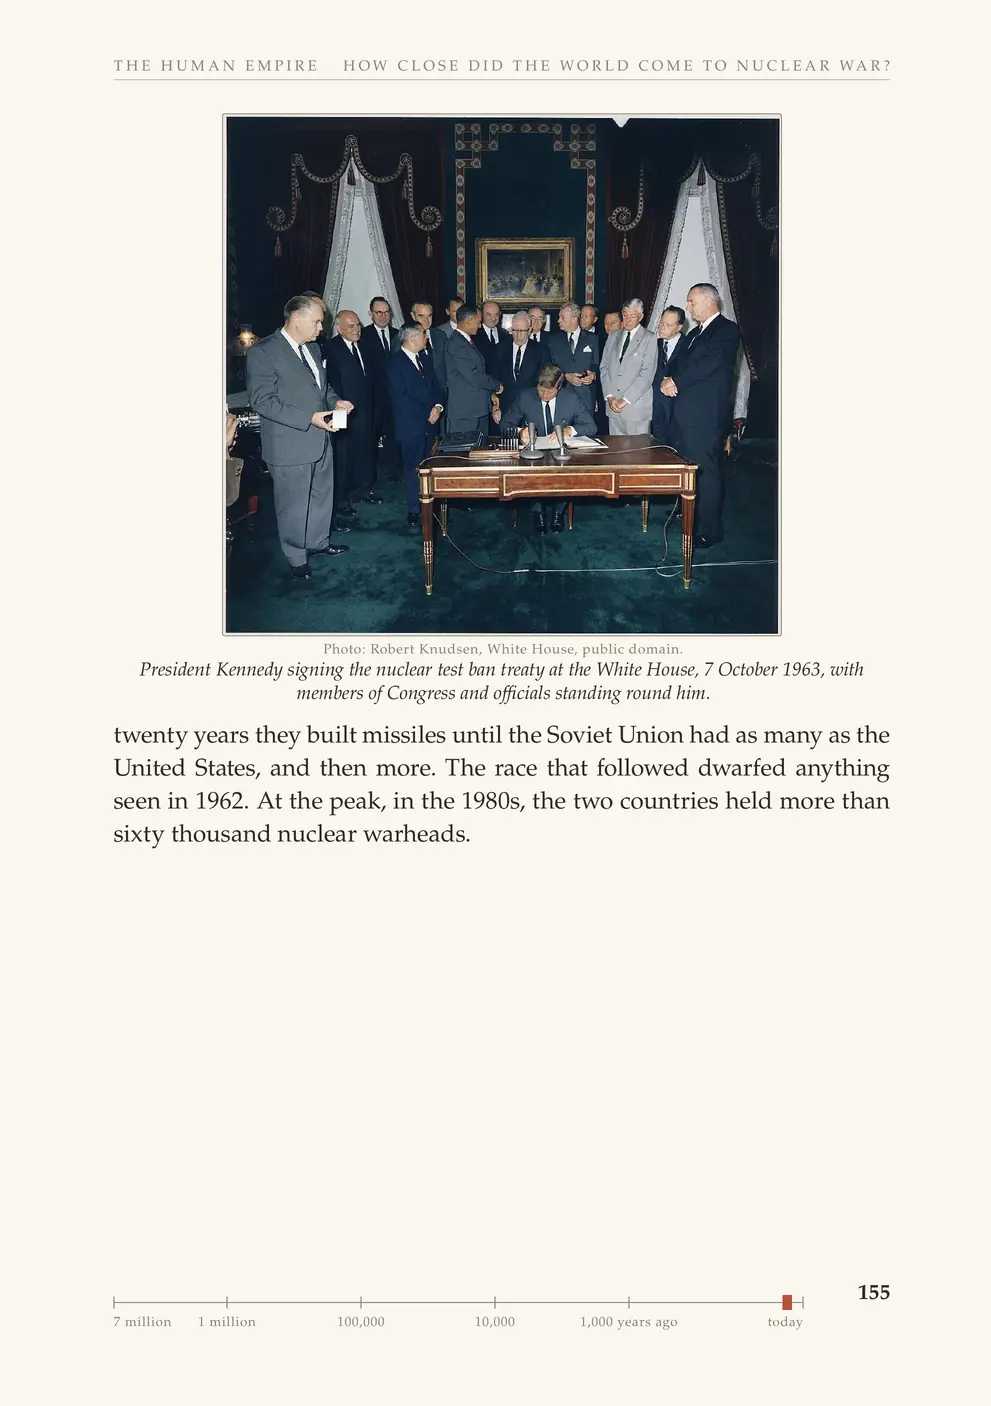 THE HUMAN EMPIRE HOW CLOSE DID THE WORLD COME TO NUCLEAR WAR?
Photo: Robert Knudsen, White House, public domain.
President Kennedy signing the nuclear test ban treaty at the White House, 7 October 1963, with
members of Congress and officials standing round him.
twenty years they built missiles until the Soviet Union had as many as the
United States, and then more. The race that followed dwarfed anything
seen in 1962. At the peak, in the 1980s, the two countries held more than
sixty thousand nuclear warheads.
155
7 million 1 million 100,000 10,000 1,000 years ago today